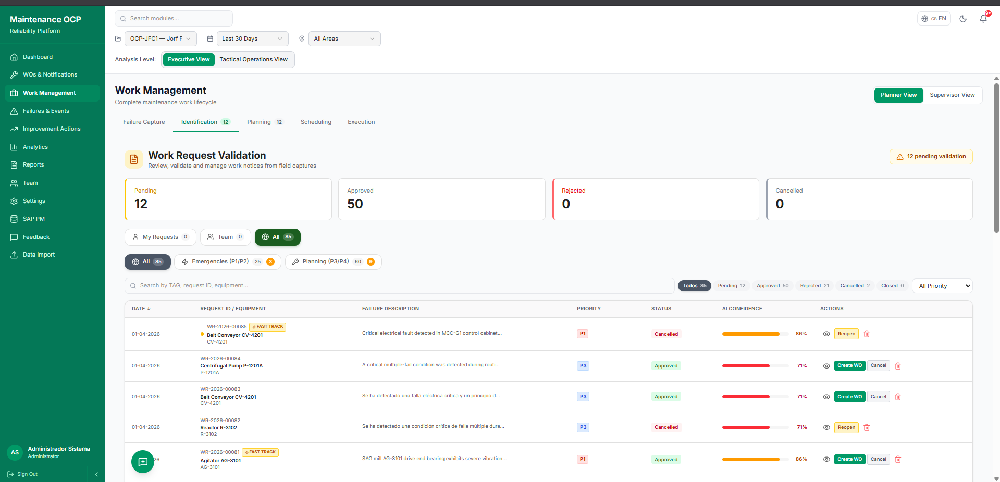 Maintenance OCP
Reliability Platform
Dashboard
WOs & Notifications
Work Management
Failures & Events
Improvement Actions
Analytics
Reports
Team
Settings
SAP PM
Feedback
Data Import
AS
Administrador Sistema
Administrator
Sign Out
Search modules...
GB EN
9+
OCP-JFC1 — Jorf
Last 30 Days
All Areas
Analysis Level:
Executive View
Tactical Operations View
Work Management
Complete maintenance work lifecycle
Planner View
Supervisor View
Failure Capture
Identification 12
Planning 12
Scheduling
Execution
Work Request Validation
Review, validate and manage work notices from field captures
12 pending validation
Pending
12
Approved
50
Rejected
0
Cancelled
0
My Requests 0
Team 0
All 85
All 85
Emergencies (P1/P2) 25 3
Planning (P3/P4) 60 9
Search by TAG, request ID, equipment...
Todos 85
Pending 12
Approved 50
Rejected 21
Cancelled 2
Closed 0
All Priority
DATE ↓ REQUEST ID / EQUIPMENT FAILURE DESCRIPTION PRIORITY STATUS AI CONFIDENCE ACTIONS
WR-2026-00085 FAST TRACK
01-04-2026 Belt Conveyor CV-4201 Critical electrical fault detected in MCC-G1 control cabinet... P1 Cancelled 86% Reopen
CV-4201
WR-2026-00084
01-04-2026 Centrifugal Pump P-1201A A critical multiple-fail condition was detected during routi... P3 Approved 71% Create WO Cancel
P-1201A
WR-2026-00083
01-04-2026 Belt Conveyor CV-4201 Se ha detectado una falla eléctrica crítica y un principio d... P3 Approved 71% Create WO Cancel
CV-4201
WR-2026-00082
01-04-2026 Reactor R-3102 Se ha detectado una condición crítica de falla múltiple dura... P3 Cancelled 71% Reopen
R-3102
WR-2026-00081 FAST TRACK
26 Agitator AG-3101 SAG mill AG-3101 drive end bearing exhibits severe vibration... P1 Approved 86% Create WO Cancel
AG-3101